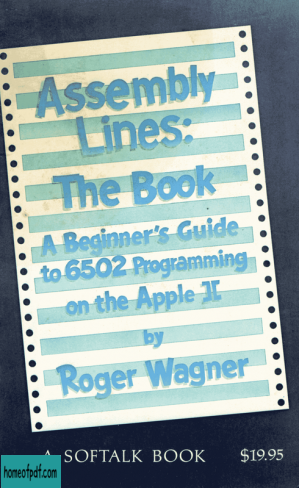 Assembly
Lines:
The Book
A Beginner's Guide
to 6502 Programming
on the Apple ][
by
Roger Wagner
A SOFTALK BOOK $19.95
homeofpdf.com